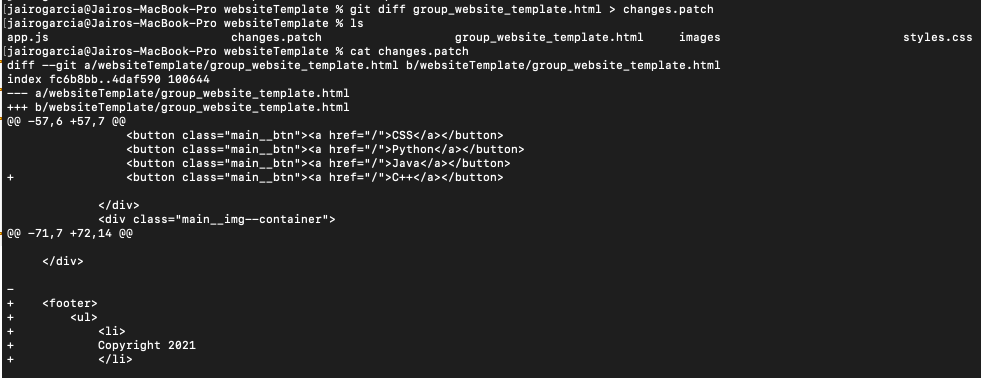 [jairogarcia@Jairos-MacBook-Pro websiteTemplate % git diff group_website_template.html > changes.patch
[jairogarcia@Jairos-MacBook-Pro websiteTemplate % ls
app.js changes.patch group_website_template.html images styles.css
[jairogarcia@Jairos-MacBook-Pro websiteTemplate % cat changes.patch
diff --git a/websiteTemplate/group_website_template.html b/websiteTemplate/group_website_template.html
index fc6b8bb..4daf590 100644
--- a/websiteTemplate/group_website_template.html
+++ b/websiteTemplate/group_website_template.html
@@ -57,6 +57,7 @@
                 <button class="main__btn"><a href="/">CSS</a></button>
                 <button class="main__btn"><a href="/">Python</a></button>
                 <button class="main__btn"><a href="/">Java</a></button>
+                <button class="main__btn"><a href="/">C++</a></button>
             </div>
             <div class="main__img--container">
@@ -71,7 +72,14 @@
     </div>
-
+    <footer>
+        <ul>
+            <li>
+            Copyright 2021
+            </li>